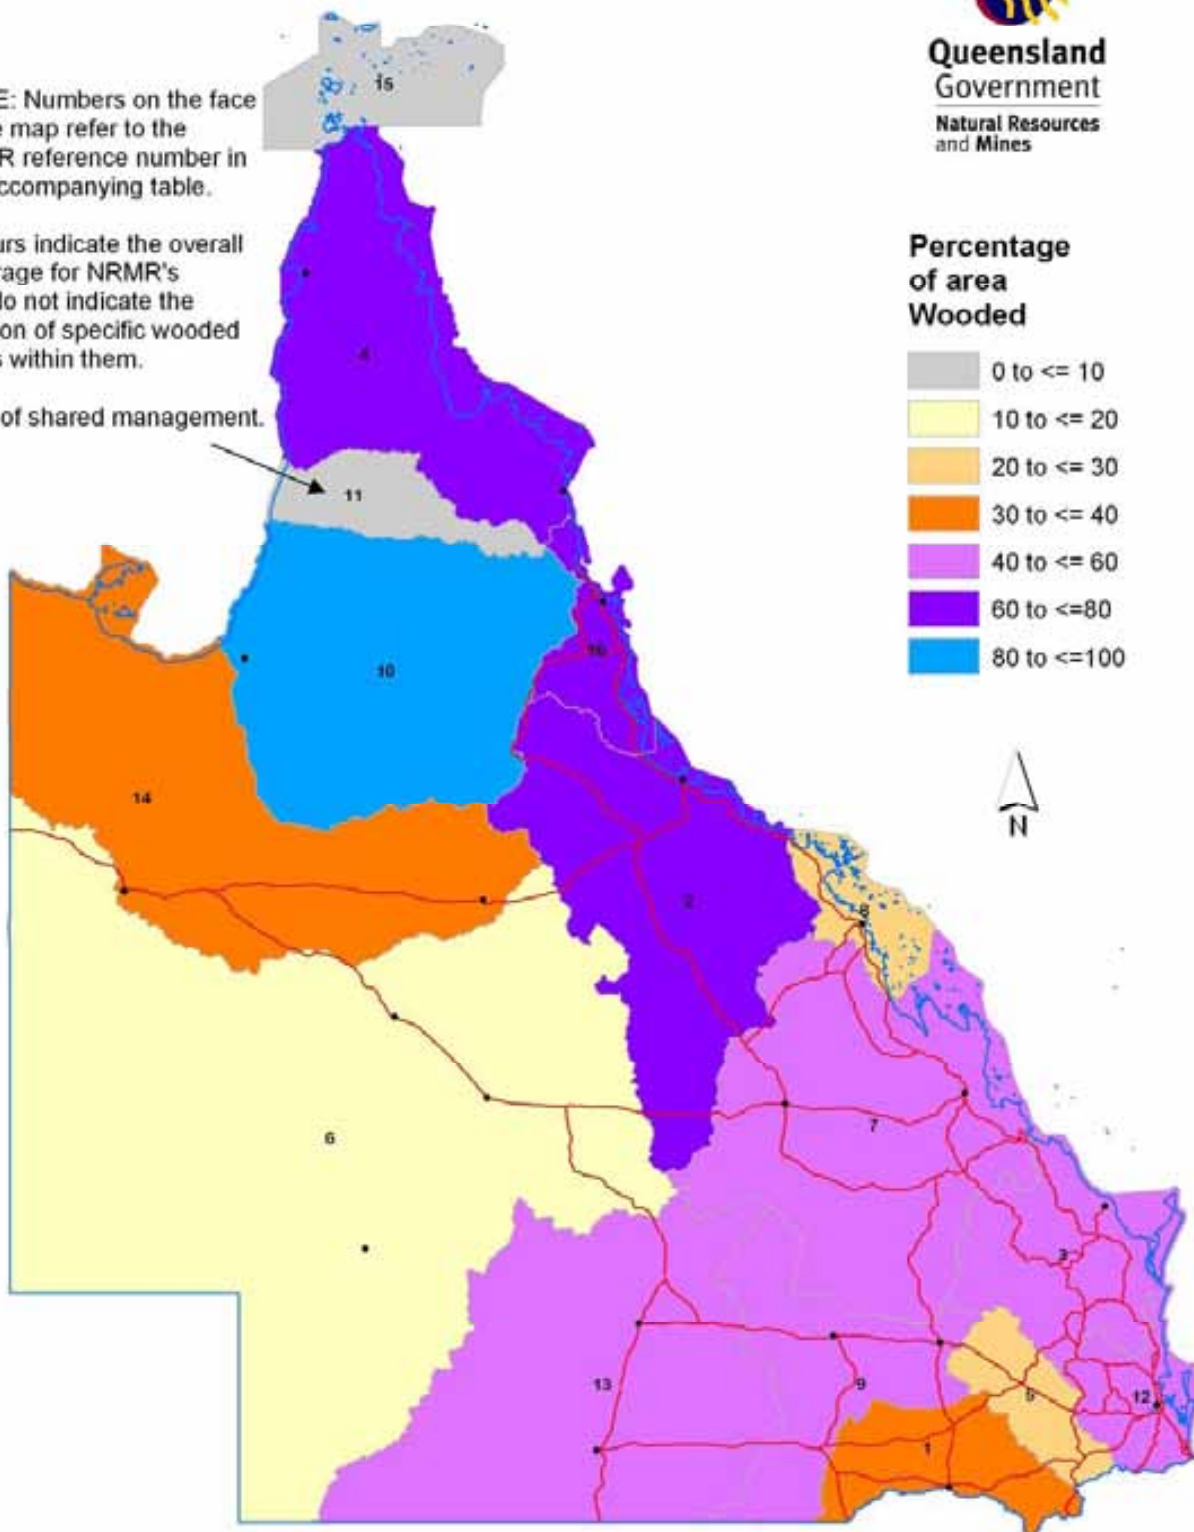 Queensland
Government
Natural Resources
and Mines
E: Numbers on the face
e map refer to the
R reference number in
ccompanying table.
urs indicate the overall
rage for NRMR's
do not indicate the
on of specific wooded
s within them.
of shared management.
Percentage
of area
Wooded
0 to <= 10
10 to <= 20
20 to <= 30
30 to <= 40
40 to <= 60
60 to <=80
80 to <=100
N
15
4
11
10
16
14
2
8
6
7
3
13
9
5
12
1